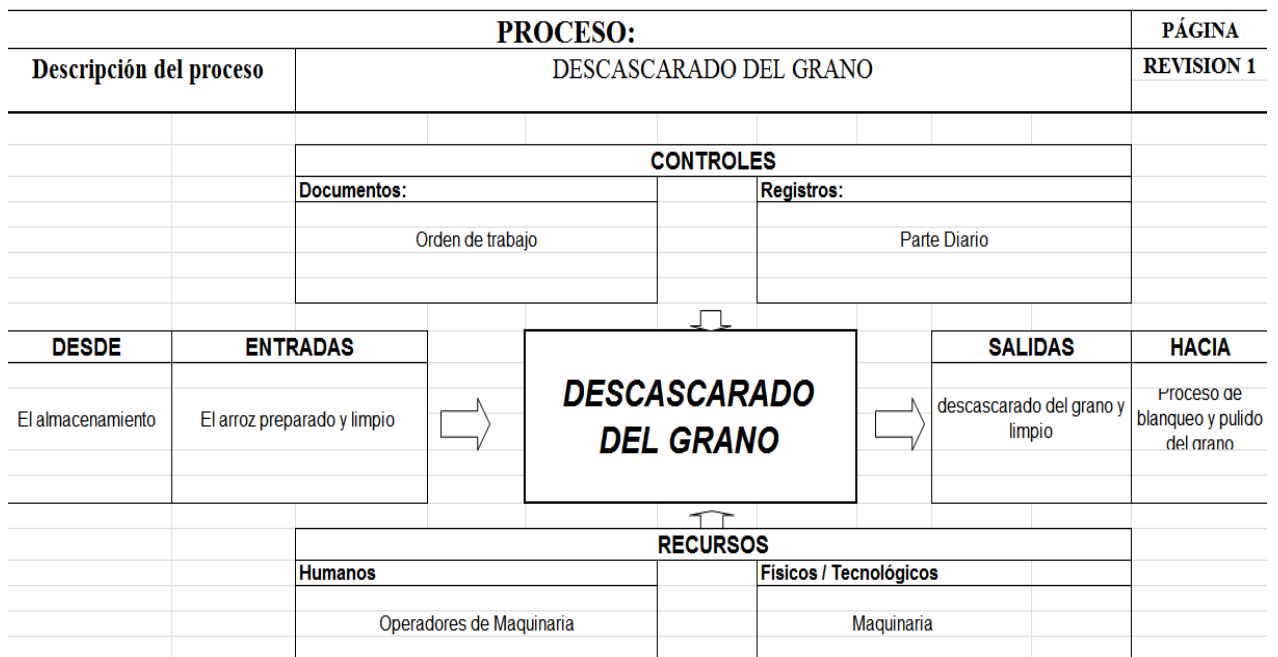 PROCESO:
PÁGINA
Descripción del proceso
DESCASCARADO DEL GRANO
REVISION 1
CONTROLES
Documentos:
Registros:
Orden de trabajo
Parte Diario
DESDE
ENTRADAS
SALIDAS
HACIA
El almacenamiento
El arroz preparado y limpio
DESCASCARADO
DEL GRANO
descascarado del grano y
limpio
Proceso de
blanqueo y pulido
del grano
RECURSOS
Humanos
Físicos / Tecnológicos
Operadores de Maquinaria
Maquinaria